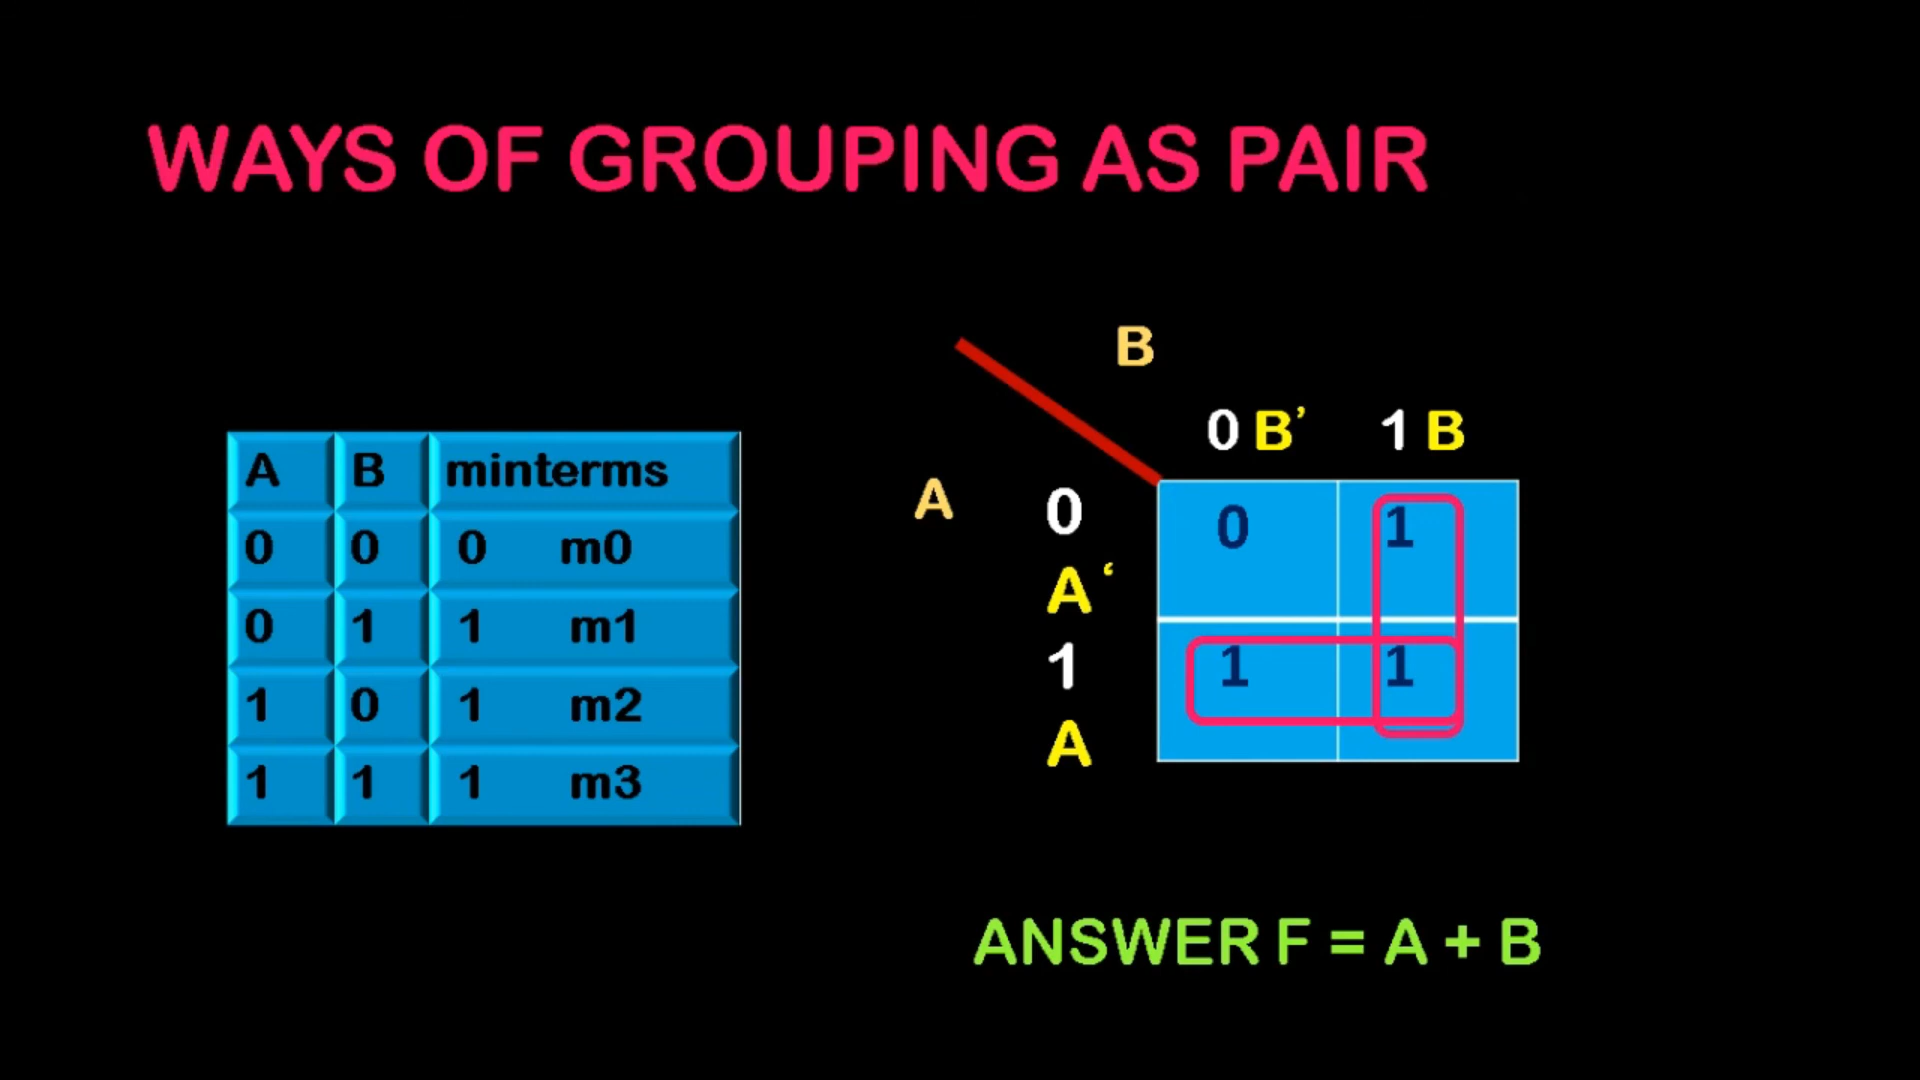 WAYS OF GROUPING AS PAIR
A B minterms
0 0 0 m0
0 1 1 m1
1 0 1 m2
1 1 1 m3
B
0 B’ 1 B
A
0 0 1
A ‘
1 1 1
A
ANSWER F = A + B